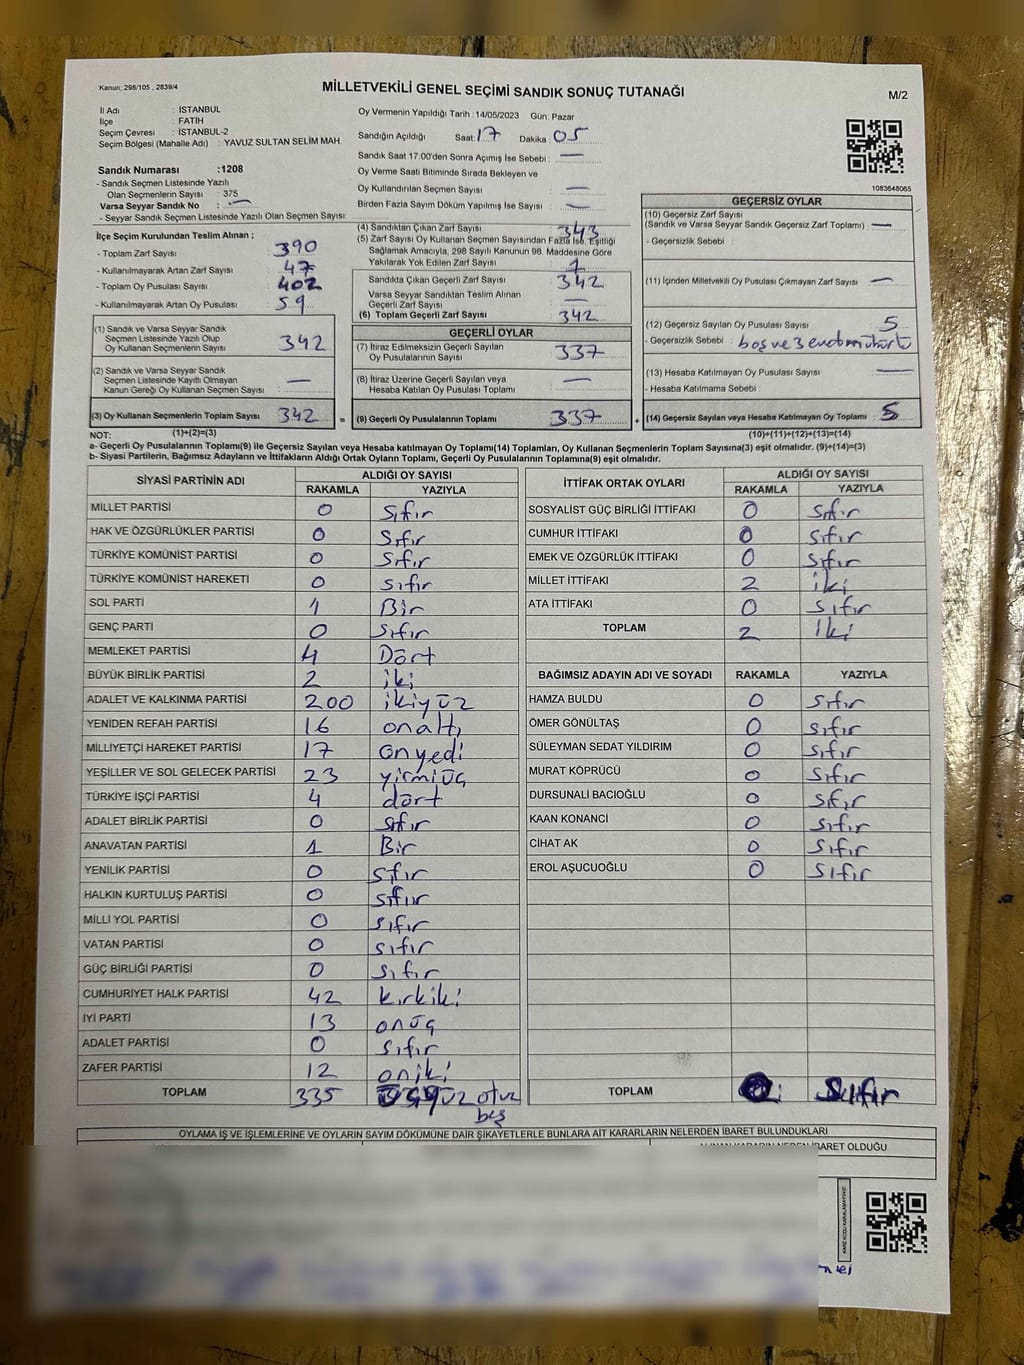 Kanun: 298/105 , 2839/4
MİLLETVEKİLİ GENEL SEÇİMİ SANDIK SONUÇ TUTANAĞI
M/2
İl Adı : İSTANBUL
İlçe : FATİH
Seçim Çevresi : İSTANBUL-2
Seçim Bölgesi (Mahalle Adı) : YAVUZ SULTAN SELİM MAH.
Oy Vermenin Yapıldığı Tarih : 14/05/2023 Gün: Pazar
Sandığın Açıldığı Saat: 17 Dakika: 05
Sandık Saat 17.00'den Sonra Açımış İse Sebebi : —
Oy Verme Saati Bitiminde Sırada Bekleyen ve
Oy Kullandırılan Seçmen Sayısı : —
Birden Fazla Sayım Döküm Yapılmış İse Sayısı : —
Sandık Numarası : 1208
- Sandık Seçmen Listesinde Yazılı
Olan Seçmenlerin Sayısı : 375
Varsa Seyyar Sandık No : —
- Seyyar Sandık Seçmen Listesinde Yazılı Olan Seçmen Sayısı:
1083648065
İlçe Seçim Kurulundan Teslim Alınan ;
- Toplam Zarf Sayısı : 390
- Kullanılmayarak Artan Zarf Sayısı : 47
- Toplam Oy Pusulası Sayısı : 402
- Kullanılmayarak Artan Oy Pusulası : 59
(1) Sandık ve Varsa Seyyar Sandık
Seçmen Listesinde Yazılı Olup
Oy Kullanan Seçmenlerin Sayısı : 342
(2) Sandık ve Varsa Seyyar Sandık
Seçmen Listesinde Kayıtlı Olmayan
Kanun Gereği Oy Kullanan Seçmen Sayısı : —
(3) Oy Kullanan Seçmenlerin Toplam Sayısı : 342 =
(1)+(2)=(3)
(4) Sandıktan Çıkan Zarf Sayısı : 343
(5) Zarf Sayısı Oy Kullanan Seçmen Sayısından Fazla İse, Eşitliği
Sağlamak Amacıyla, 298 Sayılı Kanunun 98. Maddesine Göre
Yakılarak Yok Edilen Zarf Sayısı : 1
Sandıkta Çıkan Geçerli Zarf Sayısı : 342
Varsa Seyyar Sandıktan Teslim Alınan
Geçerli Zarf Sayısı : —
(6) Toplam Geçerli Zarf Sayısı : 342
GEÇERLİ OYLAR
(7) İtiraz Edilmeksizin Geçerli Sayılan
Oy Pusulalarının Sayısı : 337
(8) İtiraz Üzerine Geçerli Sayılan veya
Hesaba Katılan Oy Pusulası Toplamı : —
(9) Geçerli Oy Pusulalarının Toplamı : 337 +
GEÇERSİZ OYLAR
(10) Geçersiz Zarf Sayısı
(Sandık ve Varsa Seyyar Sandık Geçersiz Zarf Toplamı) : —
- Geçersizlik Sebebi :
(11) İçinden Milletvekili Oy Pusulası Çıkmayan Zarf Sayısı : —
(12) Geçersiz Sayılan Oy Pusulası Sayısı : 5
- Geçersizlik Sebebi : boş ve
(13) Hesaba Katılmayan Oy Pusulası Sayısı : —
- Hesaba Katılmama Sebebi :
(14) Geçersiz Sayılan veya Hesaba Katılmayan Oy Toplamı : 5
(10)+(11)+(12)+(13)=(14)
NOT:
a- Geçerli Oy Pusulalarının Toplamı(9) ile Geçersiz Sayılan veya Hesaba katılmayan Oy Toplamı(14) Toplamları, Oy Kullanan Seçmenlerin Toplam Sayısına(3) eşit olmalıdır. (9)+(14)=(3)
b- Siyasi Partilerin, Bağımsız Adayların ve İttifakların Aldığı Ortak Oyların Toplamı, Geçerli Oy Pusulalarının Toplamına(9) eşit olmalıdır.
SİYASİ PARTİNİN ADI ALDIĞI OY SAYISI
RAKAMLA YAZIYLA
MİLLET PARTİSİ 0 sıfır
HAK VE ÖZGÜRLÜKLER PARTİSİ 0 sıfır
TÜRKİYE KOMÜNİST PARTİSİ 0 sıfır
TÜRKİYE KOMÜNİST HAREKETİ 0 sıfır
SOL PARTİ 1 Bir
GENÇ PARTİ 0 sıfır
MEMLEKET PARTİSİ 4 Dört
BÜYÜK BİRLİK PARTİSİ 2 iki
ADALET VE KALKINMA PARTİSİ 200 ikiyüz
YENİDEN REFAH PARTİSİ 16 onaltı
MİLLİYETÇİ HAREKET PARTİSİ 17 onyedi
YEŞİLLER VE SOL GELECEK PARTİSİ 23 yirmiüç
TÜRKİYE İŞÇİ PARTİSİ 4 dört
ADALET BİRLİK PARTİSİ 0 sıfır
ANAVATAN PARTİSİ 1 Bir
YENİLİK PARTİSİ 0 sıfır
HALKIN KURTULUŞ PARTİSİ 0 sıfır
MİLLİ YOL PARTİSİ 0 sıfır
VATAN PARTİSİ 0 sıfır
GÜÇ BİRLİĞİ PARTİSİ 0 sıfır
CUMHURİYET HALK PARTİSİ 42 kırkiki
İYİ PARTİ 13 onüç
ADALET PARTİSİ 0 sıfır
ZAFER PARTİSİ 12 oniki
TOPLAM 335 üçyüz otuz
beş
İTTİFAK ORTAK OYLARI ALDIĞI OY SAYISI
RAKAMLA YAZIYLA
SOSYALİST GÜÇ BİRLİĞİ İTTİFAKI 0 sıfır
CUMHUR İTTİFAKI 0 sıfır
EMEK VE ÖZGÜRLÜK İTTİFAKI 0 sıfır
MİLLET İTTİFAKI 2 iki
ATA İTTİFAKI 0 sıfır
TOPLAM 2 İki
BAĞIMSIZ ADAYIN ADI VE SOYADI RAKAMLA YAZIYLA
HAMZA BULDU 0 sıfır
ÖMER GÖNÜLTAŞ 0 sıfır
SÜLEYMAN SEDAT YILDIRIM 0 sıfır
MURAT KÖPRÜCÜ 0 sıfır
DURSUNALİ BACIOĞLU 0 sıfır
KAAN KONANCİ 0 sıfır
CİHAT AK 0 sıfır
EROL AŞUCUOĞLU 0 sıfır
TOPLAM 0 Sıfır
OYLAMA İŞ VE İŞLEMLERİNE VE OYLARIN SAYIM DÖKÜMÜNE DAİR ŞİKAYETLERLE BUNLARA AİT KARARLARIN NELERDEN İBARET BULUNDUKLARI
ALINAN KARARIN NEDEN İBARET OLDUĞU